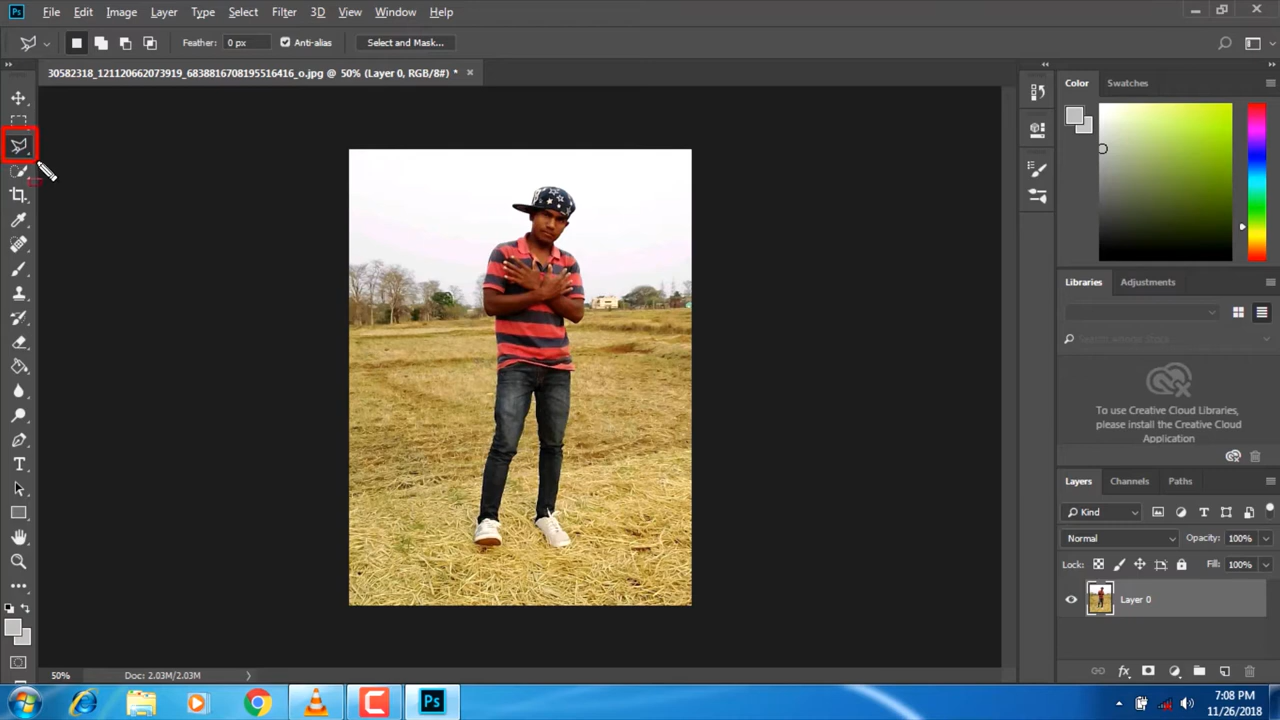 Ps File Edit Image Layer Type Select Filter 3D View Window Help
Feather: 0 px Anti-alias Select and Mask...
30582318_121120662073919_6838816708195516416_o.jpg @ 50% (Layer 0, RGB/8#) * ×
Color Swatches
Libraries Adjustments
To use Creative Cloud Libraries,
please install the Creative Cloud
Application
Layers Channels Paths
Kind
Normal Opacity: 100%
Lock: Fill: 100%
Layer 0
50% Doc: 2.03M/2.03M
Ps
7:08 PM
11/26/2018